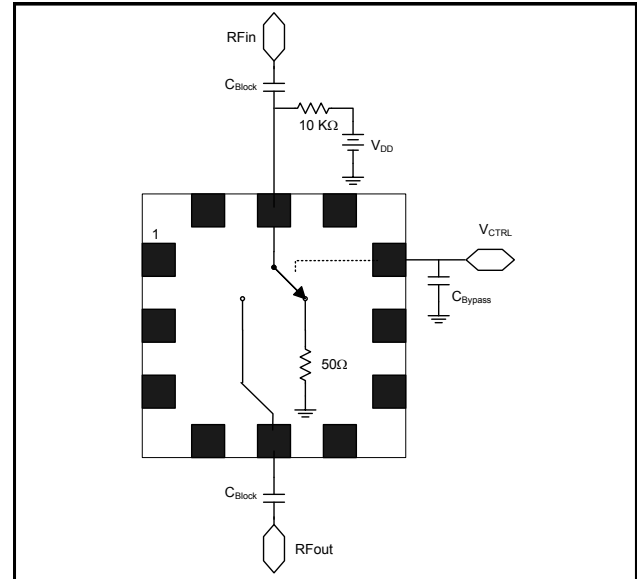 RFin
CBlock
10 KΩ
VDD
1
VCTRL
CBypass
50Ω
CBlock
RFout